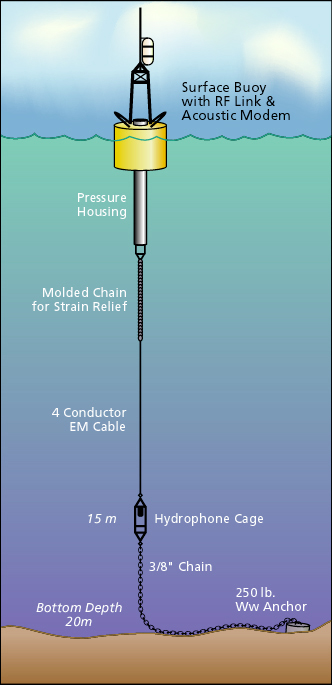 Surface Buoy
with RF Link &
Acoustic Modem
Pressure
Housing
Molded Chain
for Strain Relief
4 Conductor
EM Cable
15 m
Hydrophone Cage
3/8" Chain
250 lb.
Ww Anchor
Bottom Depth
20m